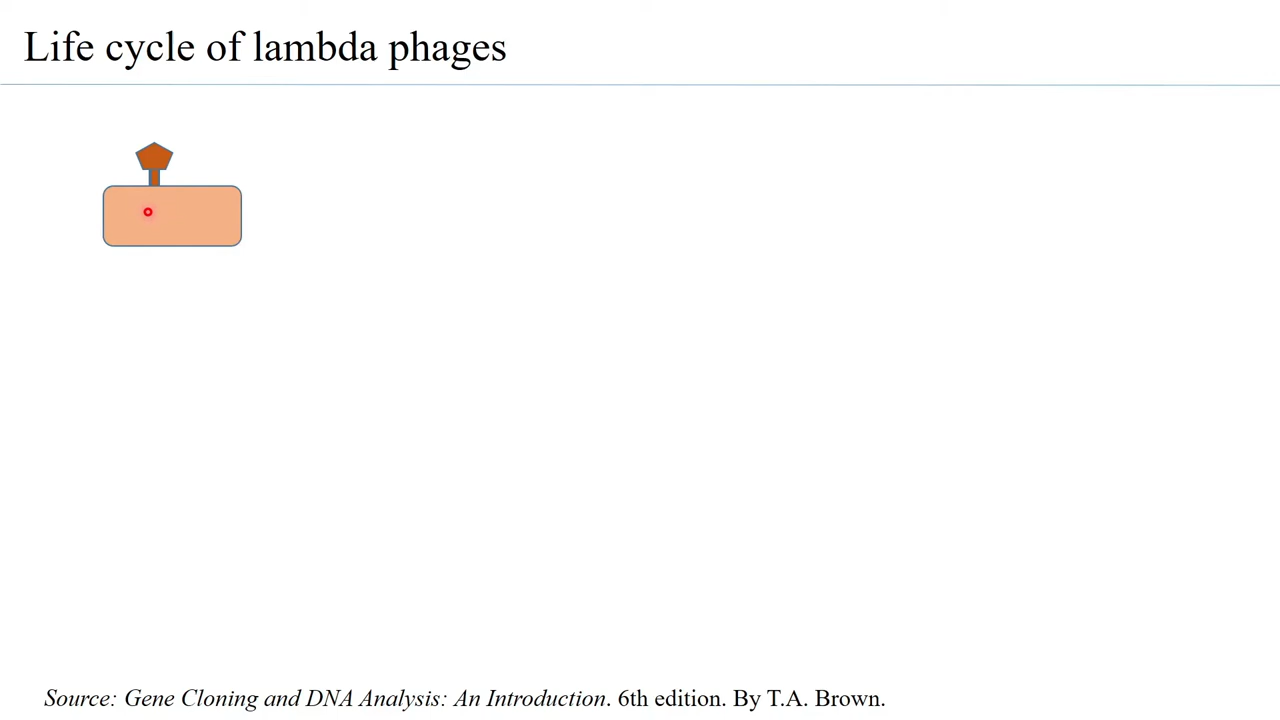 Life cycle of lambda phages
Source: Gene Cloning and DNA Analysis: An Introduction. 6th edition. By T.A. Brown.